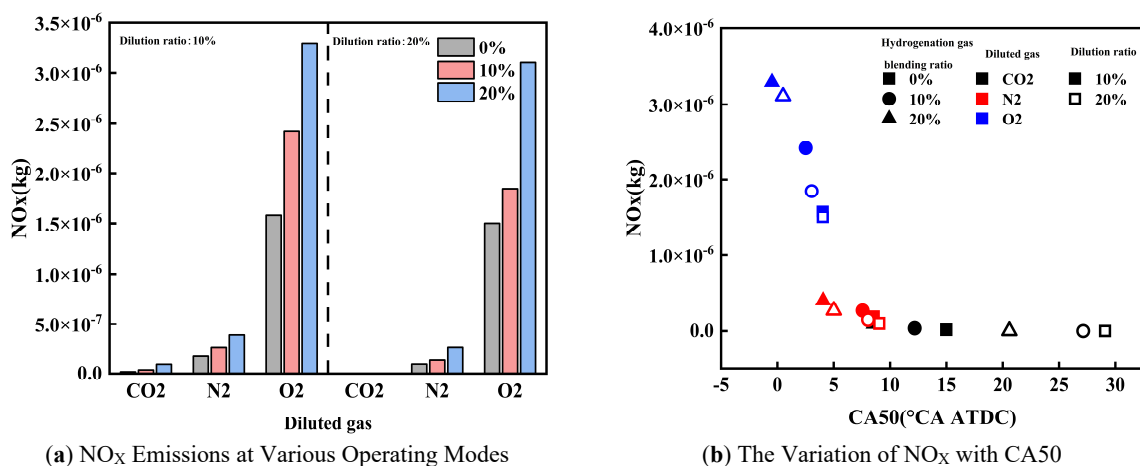 3.5×10⁻⁶
3.0×10⁻⁶
2.5×10⁻⁶
2.0×10⁻⁶
1.5×10⁻⁶
1.0×10⁻⁶
5.0×10⁻⁷
0.0
NOx(kg)
Dilution ratio：10%
Dilution ratio：20%
0%
10%
20%
CO2 N2 O2 CO2 N2 O2
Diluted gas
(a) NOX Emissions at Various Operating Modes
4.0×10⁻⁶
3.0×10⁻⁶
2.0×10⁻⁶
1.0×10⁻⁶
0.0
NOx(kg)
Hydrogenation gas
blending ratio
0%
10%
20%
Diluted gas
CO2
N2
O2
Dilution ratio
10%
20%
-5 0 5 10 15 20 25 30
CA50(°CA ATDC)
(b) The Variation of NOX with CA50